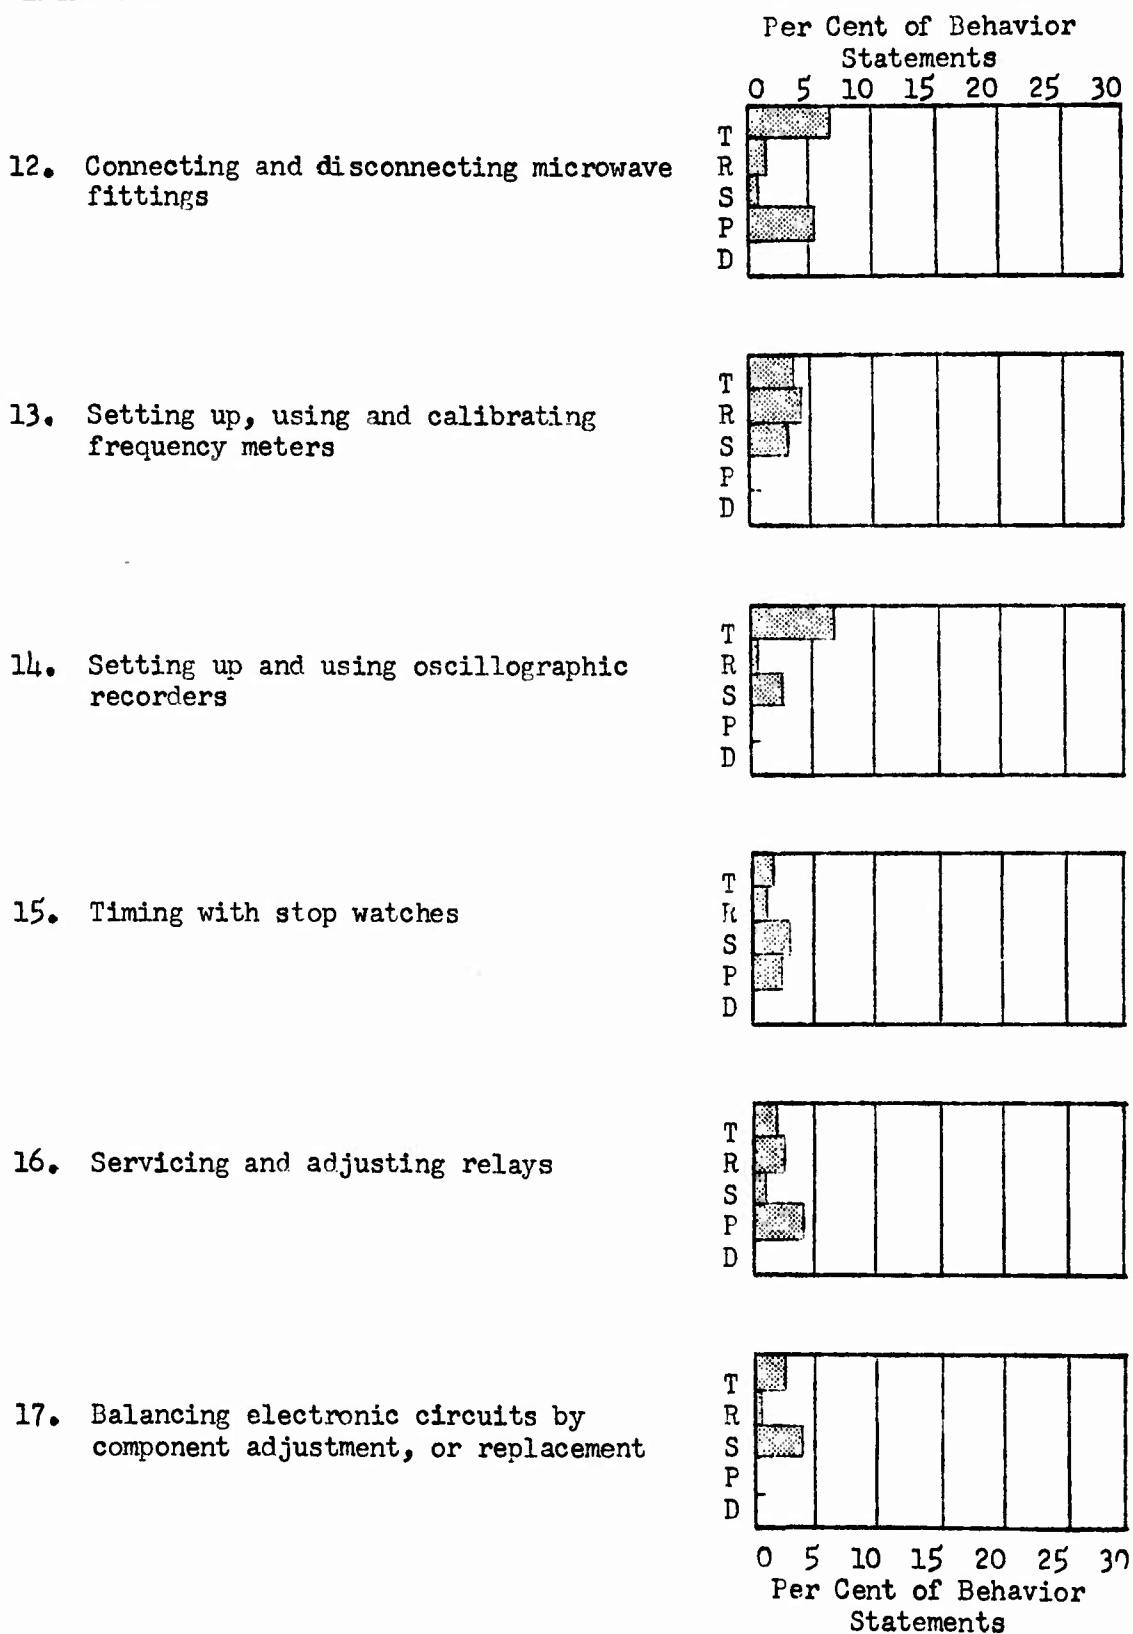 Per Cent of Behavior
Statements
0 5 10 15 20 25 30
12. Connecting and disconnecting microwave
fittings
T
R
S
P
D
13. Setting up, using and calibrating
frequency meters
T
R
S
P
D
14. Setting up and using oscillographic
recorders
T
R
S
P
D
15. Timing with stop watches
T
R
S
P
D
16. Servicing and adjusting relays
T
R
S
P
D
17. Balancing electronic circuits by
component adjustment, or replacement
T
R
S
P
D
0 5 10 15 20 25 30
Per Cent of Behavior
Statements